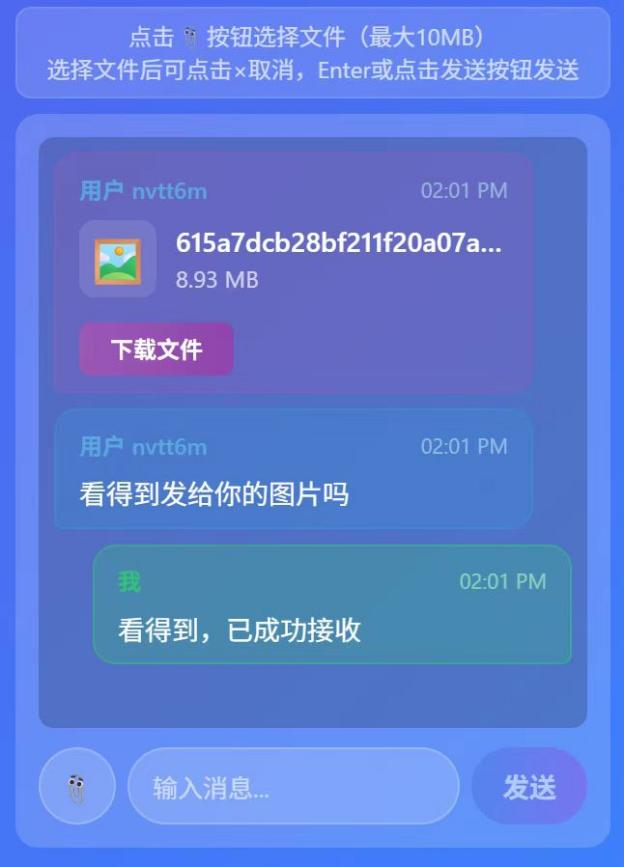 点击 📎 按钮选择文件（最大10MB）
选择文件后可点击×取消，Enter或点击发送按钮发送
用户 nvtt6m 02:01 PM
615a7dcb28bf211f20a07a...
8.93 MB
下载文件
用户 nvtt6m 02:01 PM
看得到发给你的图片吗
我 02:01 PM
看得到，已成功接收
输入消息...
发送